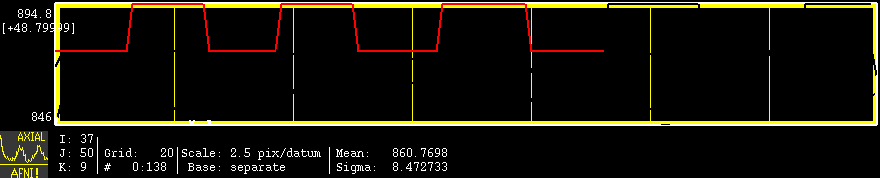 894.8
[+48.79999]
846
AXIAL
AFNI!
I: 37
J: 50 Grid: 20 Scale: 2.5 pix/datum Mean: 860.7698
K: 9 # 0:138 Base: separate Sigma: 8.472733